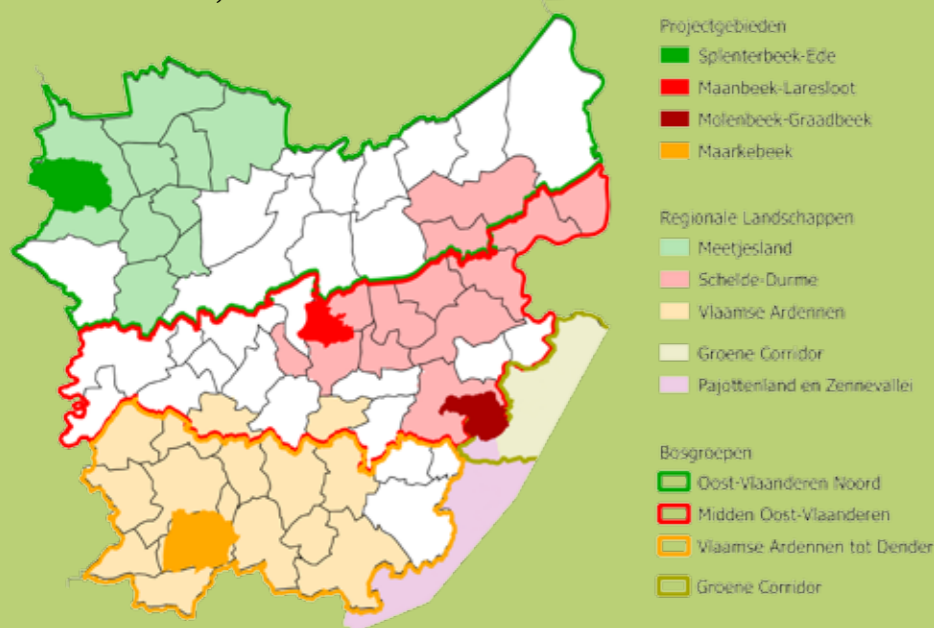 Projectgebieden
Splenterbeek-Ede
Maanbeek-Laresloot
Molenbeek-Graadbeek
Maarkebeek
Regionale Landschappen
Meetjesland
Schelde-Durme
Vlaamse Ardennen
Groene Corridor
Pajottenland en Zennevallei
Bosgroepen
Oost-Vlaanderen Noord
Midden Oost-Vlaanderen
Vlaamse Ardennen tot Dender
Groene Corridor